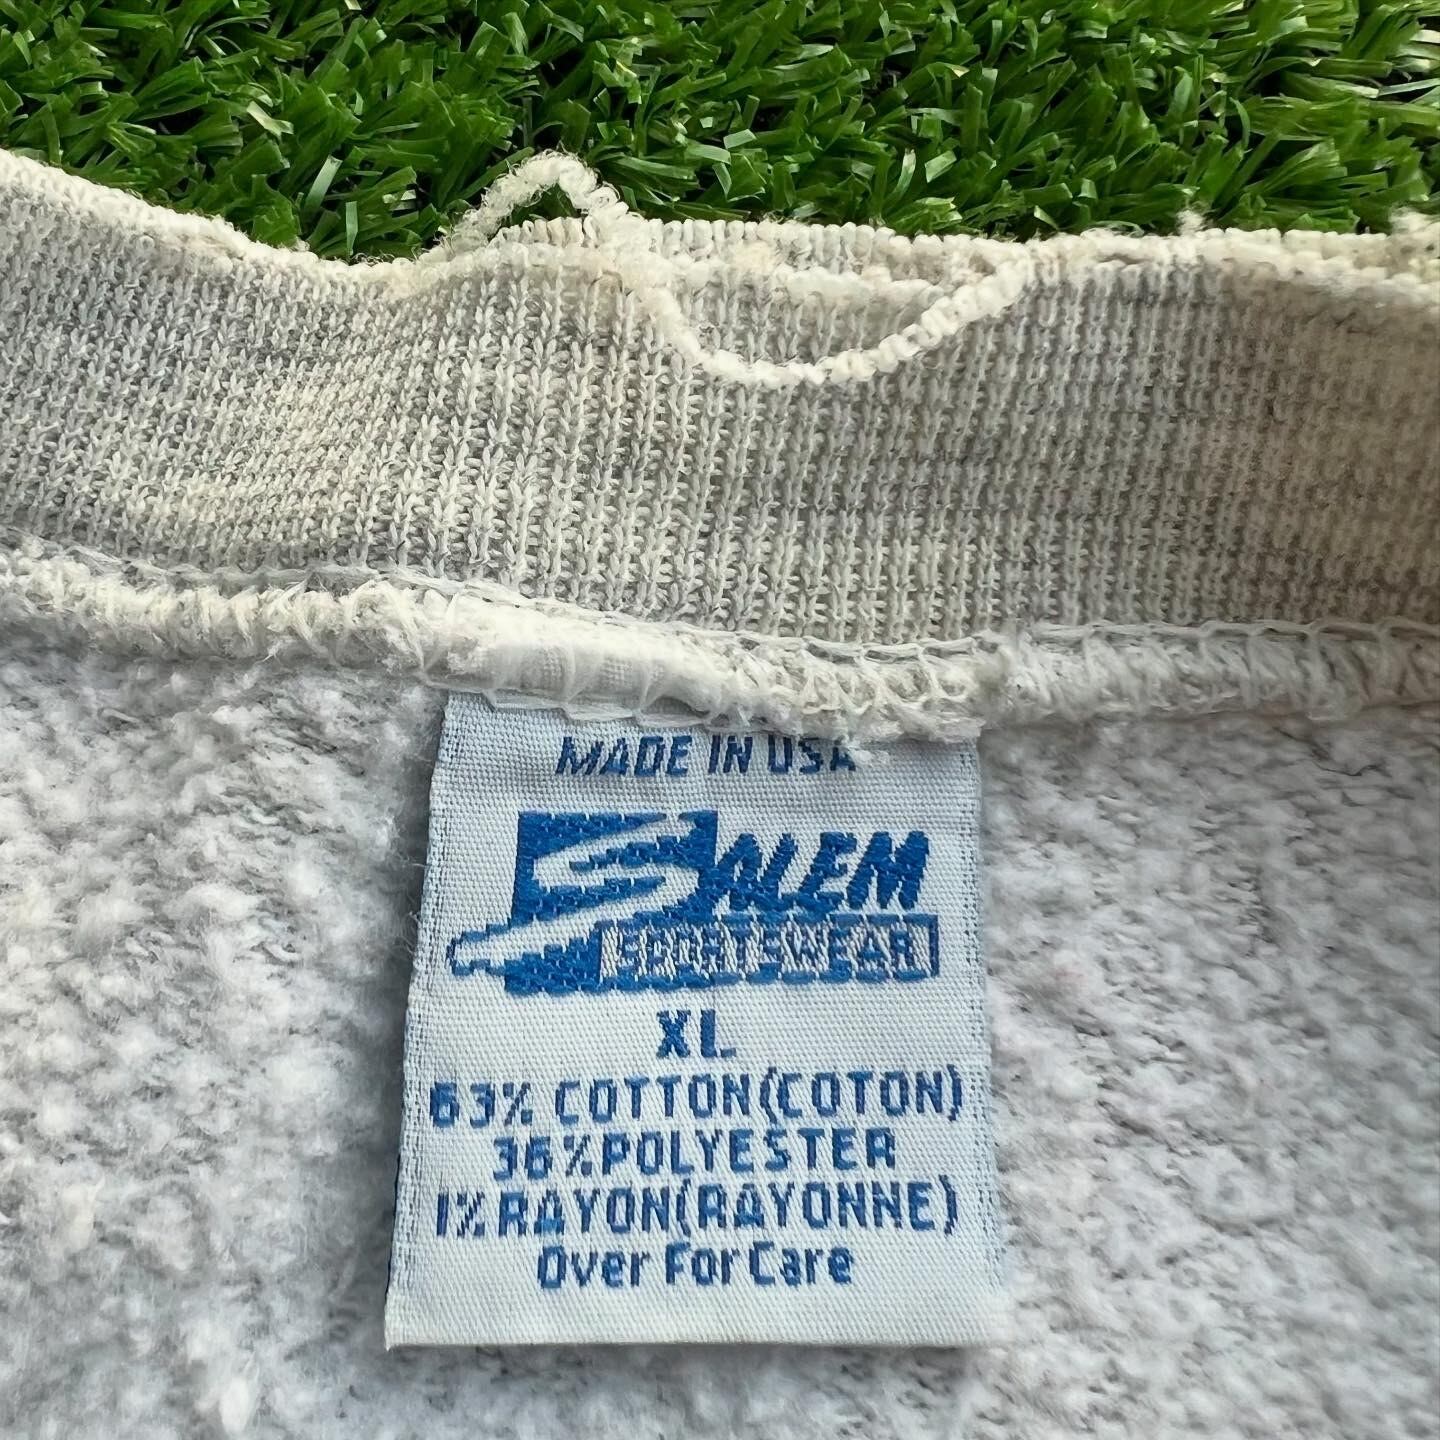 MADE IN USA
SALEM
SPORTSWEAR
XL
63% COTTON(COTON)
36%POLYESTER
1% RAYON(RAYONNE)
Over For Care